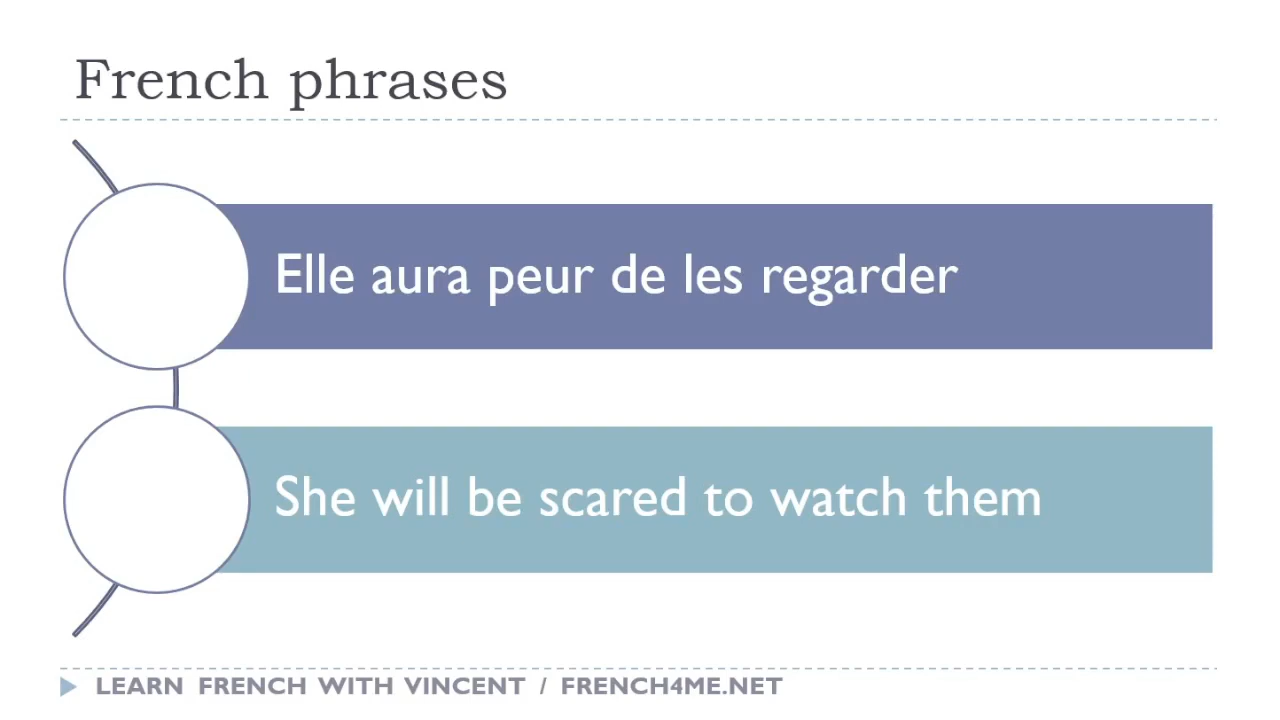 French phrases
Elle aura peur de les regarder
She will be scared to watch them
LEARN FRENCH WITH VINCENT / FRENCH4ME.NET